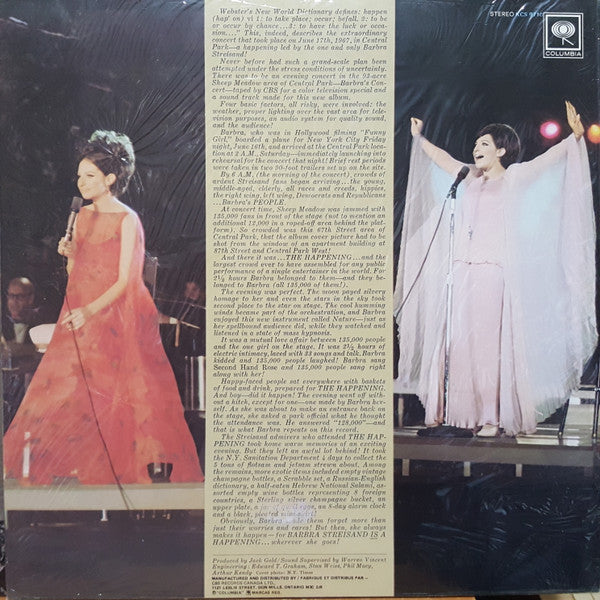 Webster's New World Dictionary defines: happen
(hap' on) vi 1: to take place; occur; befall. 2: to be
or occur by chance...3: to have the luck or occa-
sion...." This, indeed, describes the extraordinary
concert that took place on June 17th, 1967, in Central
Park—a happening led by the one and only Barbra
Streisand!
Never before had such a grand-scale plan been
attempted under the stress conditions of uncertainty.
There was to be an evening concert in the 93-acre
Sheep Meadow area of Central Park—Barbra's Con-
cert—taped by CBS for a color television special and
a sound track made for this new album.
Four basic factors, all risky, were involved: the
weather, proper lighting over the vast area for tele-
vision purposes, an audio system for quality sound,
and the audience!
Barbra, who was in Hollywood filming "Funny
Girl," boarded a plane for New York City Friday
night, June 16th, and arrived at the Central Park loca-
tion at 2 A.M., Saturday—immediately launching into
rehearsal for the concert that night! Brief rest periods
were taken in two 90-foot trailers set up on the site.
By 6 A.M. (the morning of the concert), crowds of
ardent Streisand fans began arriving...the young,
middle-aged, elderly, all races and creeds, hippies,
the right wing, left wing, Democrats and Republicans
...Barbra's PEOPLE.
At concert time, Sheep Meadow was jammed with
135,000 fans in front of the stage (not to mention an
additional 12,000 in a roped-off area behind the plat-
form). So crowded was this 67th Street area of
Central Park, that the album cover picture had to be
shot from the window of an apartment building at
87th Street and Central Park West!
And there it was...THE HAPPENING...and the
largest crowd ever to have assembled for any public
performance of a single entertainer in the world. For
2½ hours Barbra belonged to them—and they be-
longed to Barbra (all 135,000 of them!).
The evening was perfect. The moon payed silvery
homage to her and even the stars in the sky took
second place to the star on stage. The cool humming
winds became part of the orchestration, and Barbra
enjoyed this new instrument called Nature—just as
her spellbound audience did, while they watched and
listened in a state of mass hypnosis.
It was a mutual love affair between 135,000 people
and the one girl on the stage. It was 2½ hours of
electric intimacy, laced with 33 songs and talk. Barbra
kidded and 135,000 people laughed! Barbra sang
Second Hand Rose and 135,000 people sang right
along with her!
Happy-faced people sat everywhere with baskets
of food and drink, prepared for THE HAPPENING.
And boy—did it happen! The evening went off with-
out a hitch, except for one—one made by Barbra her-
self. As she was about to make an entrance back on
the stage, she asked a park official what he thought
the attendance was. He answered "128,000"—and
that is what Barbra repeats on this record.
The Streisand admirers who attended THE HAP-
PENING took home warm memories of an exciting
evening. But they left an awful lot behind! It took
the N.Y. Sanitation Department 4 days to collect the
5 tons of flotsam and jetsam strewn about. Among
the remains, more exotic items included empty vintage
champagne bottles, a Scrabble set, a Russian-English
dictionary, a half-eaten Hebrew National Salami, as-
sorted empty wine bottles representing 8 foreign
countries, a Sterling silver champagne bucket, an
upper plate, a jar of quail eggs, an 8-day alarm clock
and a black, pleated miniskirt!
Obviously, Barbra made them forget more than
just their worries and cares! But then, she always
makes it happen—for BARBRA STREISAND IS A
HAPPENING...wherever she goes!
Produced by Jack Gold/Sound Supervised by Warren Vincent
Engineering: Edward T. Graham, Stan Weiss, Phil Macy,
Arthur Kendy Cover photo: N.Y. Times
MANUFACTURED AND DISTRIBUTED BY / FABRIQUE ET DISTRIBUE PAR —
CBS RECORDS CANADA LTD.,
1121 LESLIE STREET, DON MILLS, ONTARIO M3C 2J9
® "COLUMBIA" ® MARCAS REG.
STEREO KCS 9710
COLUMBIA